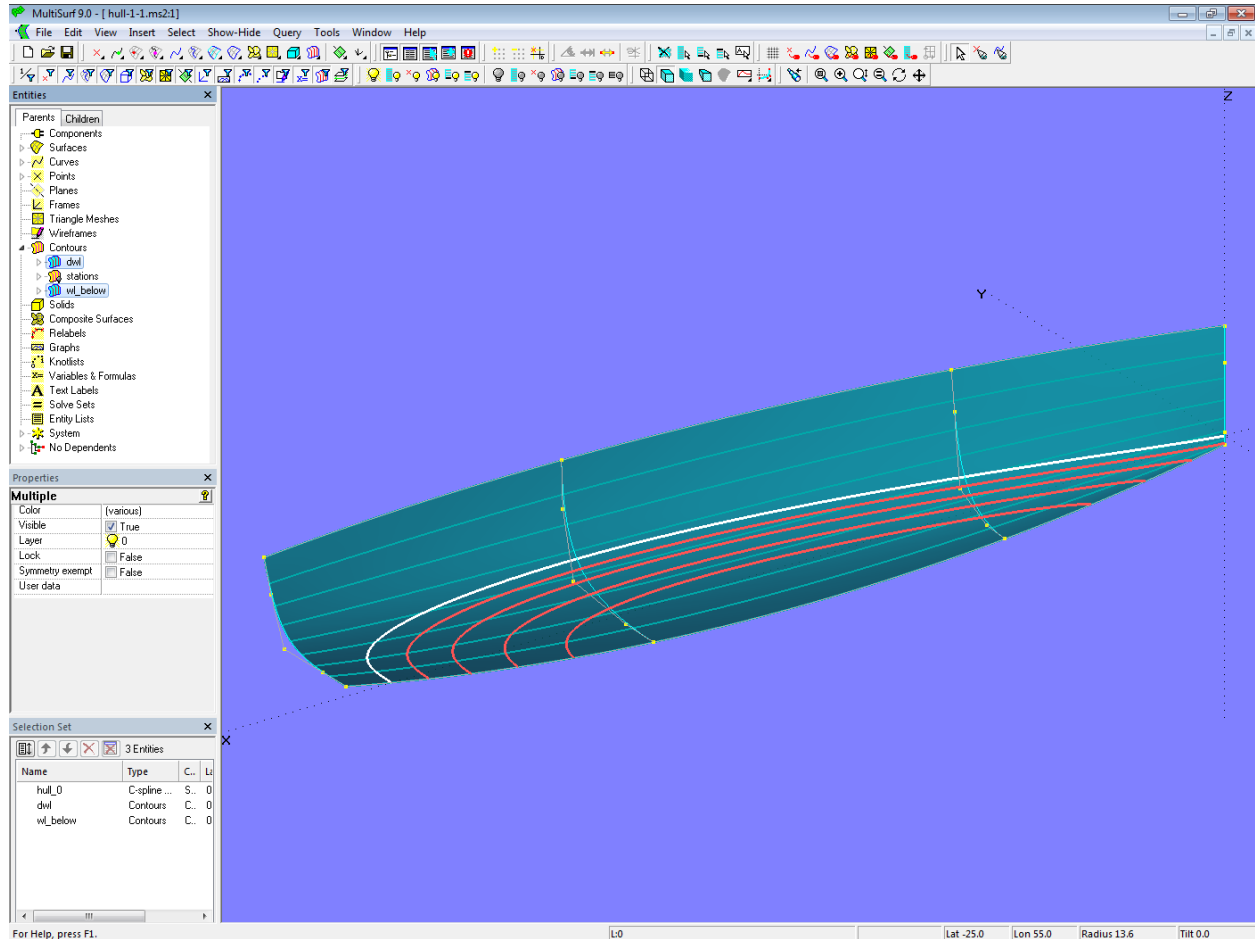 MultiSurf 9.0 - [ hull-1-1.ms2:1]
File Edit View Insert Select Show-Hide Query Tools Window Help
Entities
Parents Children
Components
Surfaces
Curves
Points
Planes
Frames
Triangle Meshes
Wireframes
Contours
dwl
stations
wl_below
Solids
Composite Surfaces
Relabels
Graphs
Knotlists
Variables & Formulas
Text Labels
Solve Sets
Entity Lists
System
No Dependents
Properties
Multiple
Color (various)
Visible True
Layer 0
Lock False
Symmetry exempt False
User data
Selection Set
3 Entities
Name Type C.. La
hull_0 C-spline ... S.. 0
dwl Contours C.. 0
wl_below Contours C.. 0
Z
Y
X
For Help, press F1. L:0 Lat -25.0 Lon 55.0 Radius 13.6 Tilt 0.0